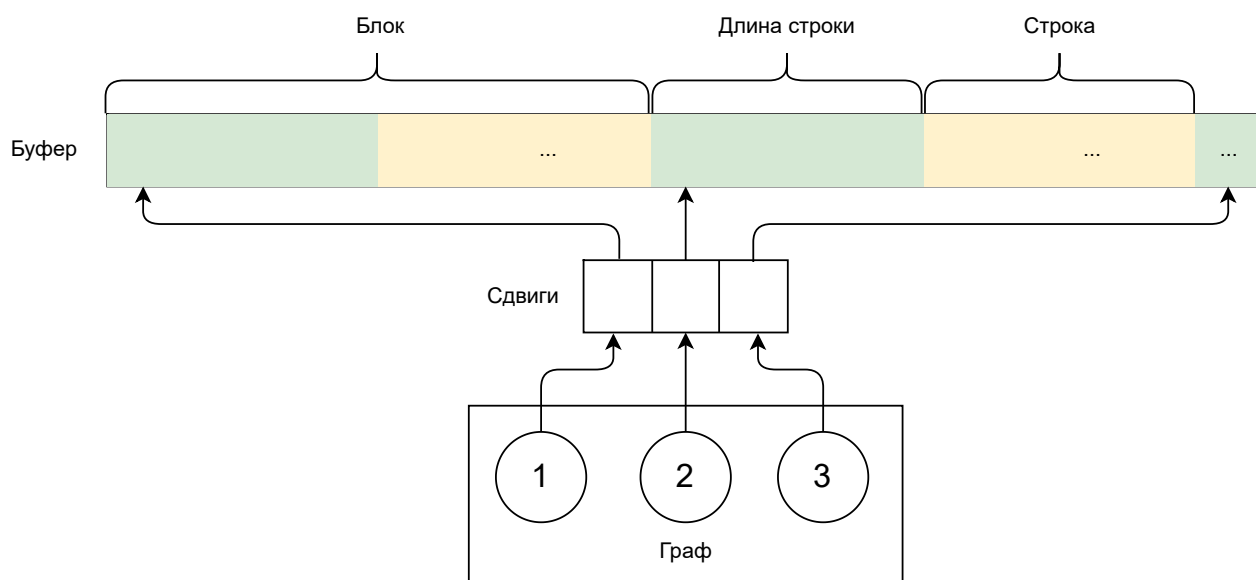 Блок
Длина строки
Строка
Буфер
...
...
...
Сдвиги
1
2
3
Граф